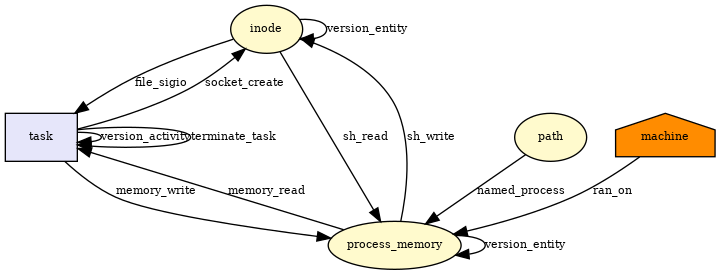 inode
version_entity
file_sigio
socket_create
task
version_activity
terminate_task
sh_read
sh_write
path
machine
memory_write
memory_read
named_process
ran_on
process_memory
version_entity